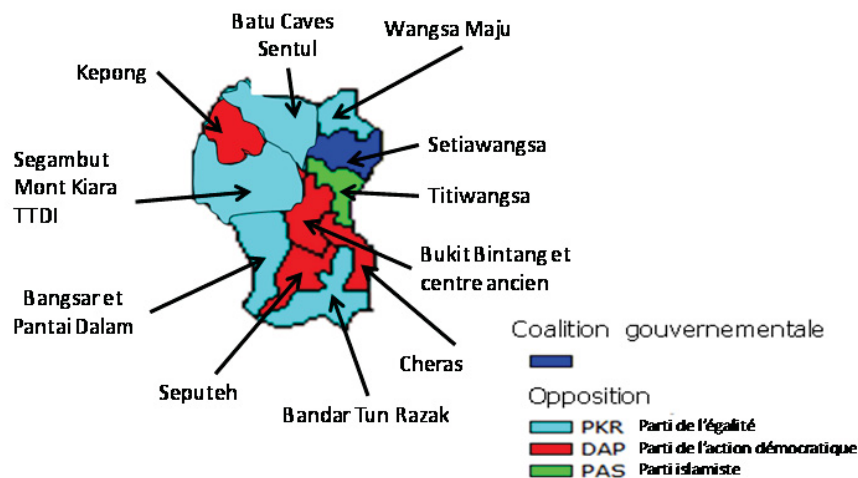 Batu Caves
Sentul
Wangsa Maju
Kepong
Setiawangsa
Segambut
Mont Kiara
TTDI
Titiwangsa
Bukit Bintang et
centre ancien
Bangsar et
Pantai Dalam
Cheras
Seputeh
Bandar Tun Razak
Coalition gouvernementale
Opposition
PKR Parti de l'égalité
DAP Parti de l'action démocratique
PAS Parti islamiste